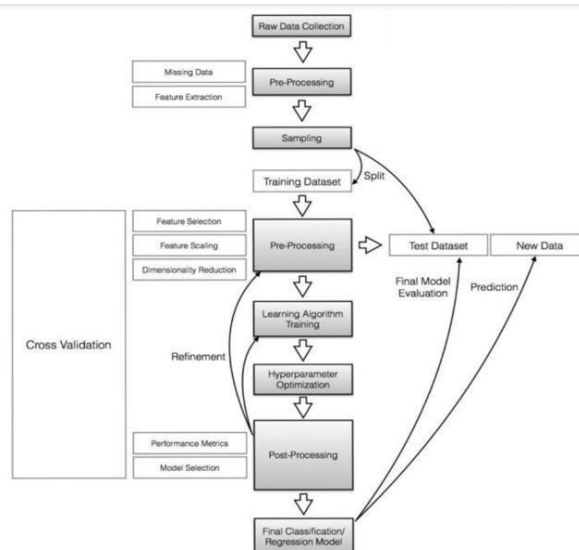 Raw Data Collection
Missing Data
Pre-Processing
Feature Extraction
Sampling
Split
Training Dataset
Feature Selection
Feature Scaling
Pre-Processing
Test Dataset
New Data
Dimensionality Reduction
Final Model
Evaluation
Prediction
Learning Algorithm
Training
Cross Validation
Refinement
Hyperparameter
Optimization
Performance Metrics
Post-Processing
Model Selection
Final Classification/
Regression Model